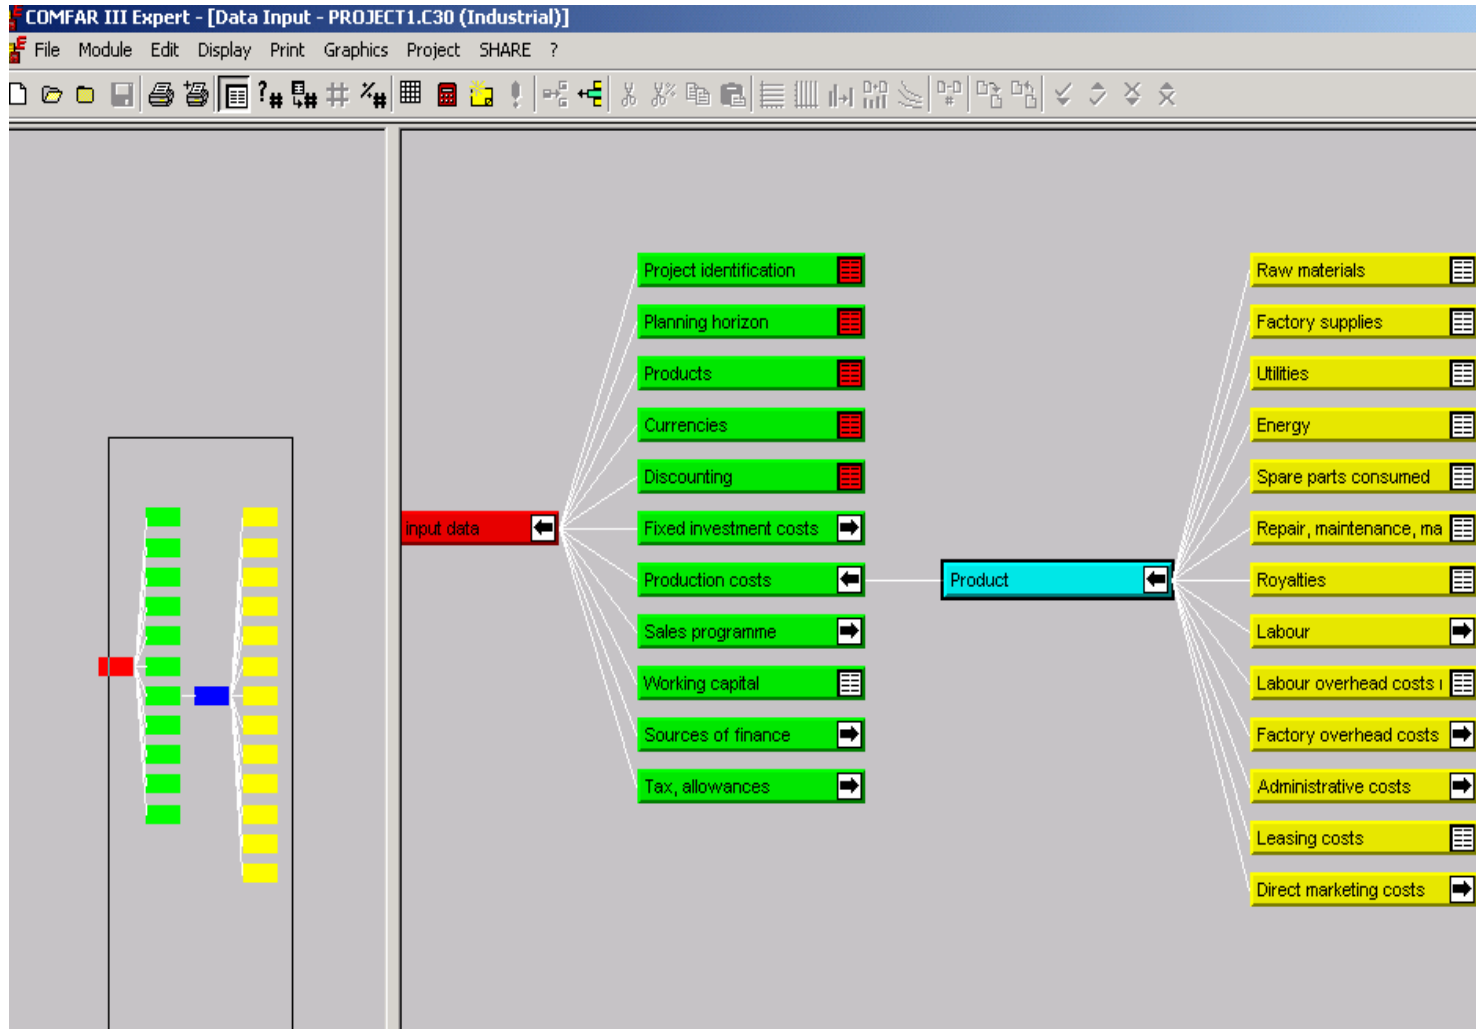 COMFAR III Expert - [Data Input - PROJECT1.C30 (Industrial)]
File Module Edit Display Print Graphics Project SHARE ?
Project identification
Planning horizon
Products
Currencies
Discounting
input data
Fixed investment costs
Production costs
Sales programme
Working capital
Sources of finance
Tax, allowances
Product
Raw materials
Factory supplies
Utilities
Energy
Spare parts consumed
Repair, maintenance, ma
Royalties
Labour
Labour overhead costs
Factory overhead costs
Administrative costs
Leasing costs
Direct marketing costs